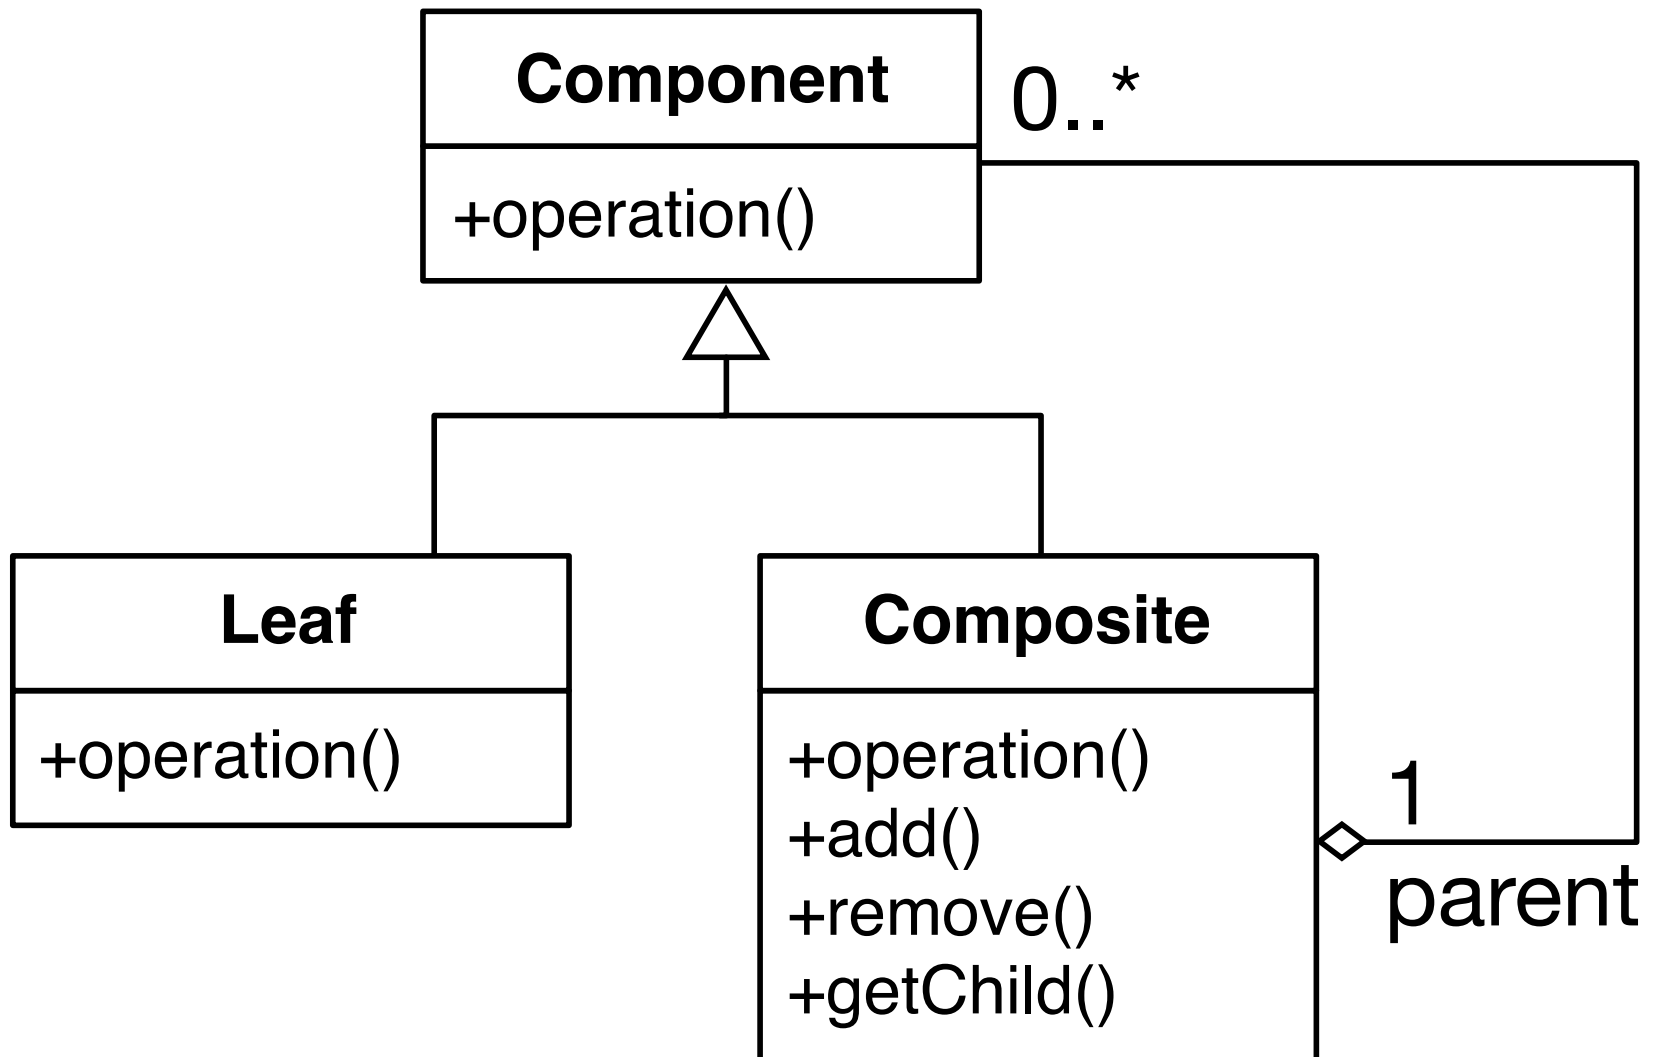 Component
0..*
+operation()
Leaf
+operation()
Composite
+operation()
+add()
+remove()
+getChild()
1
parent